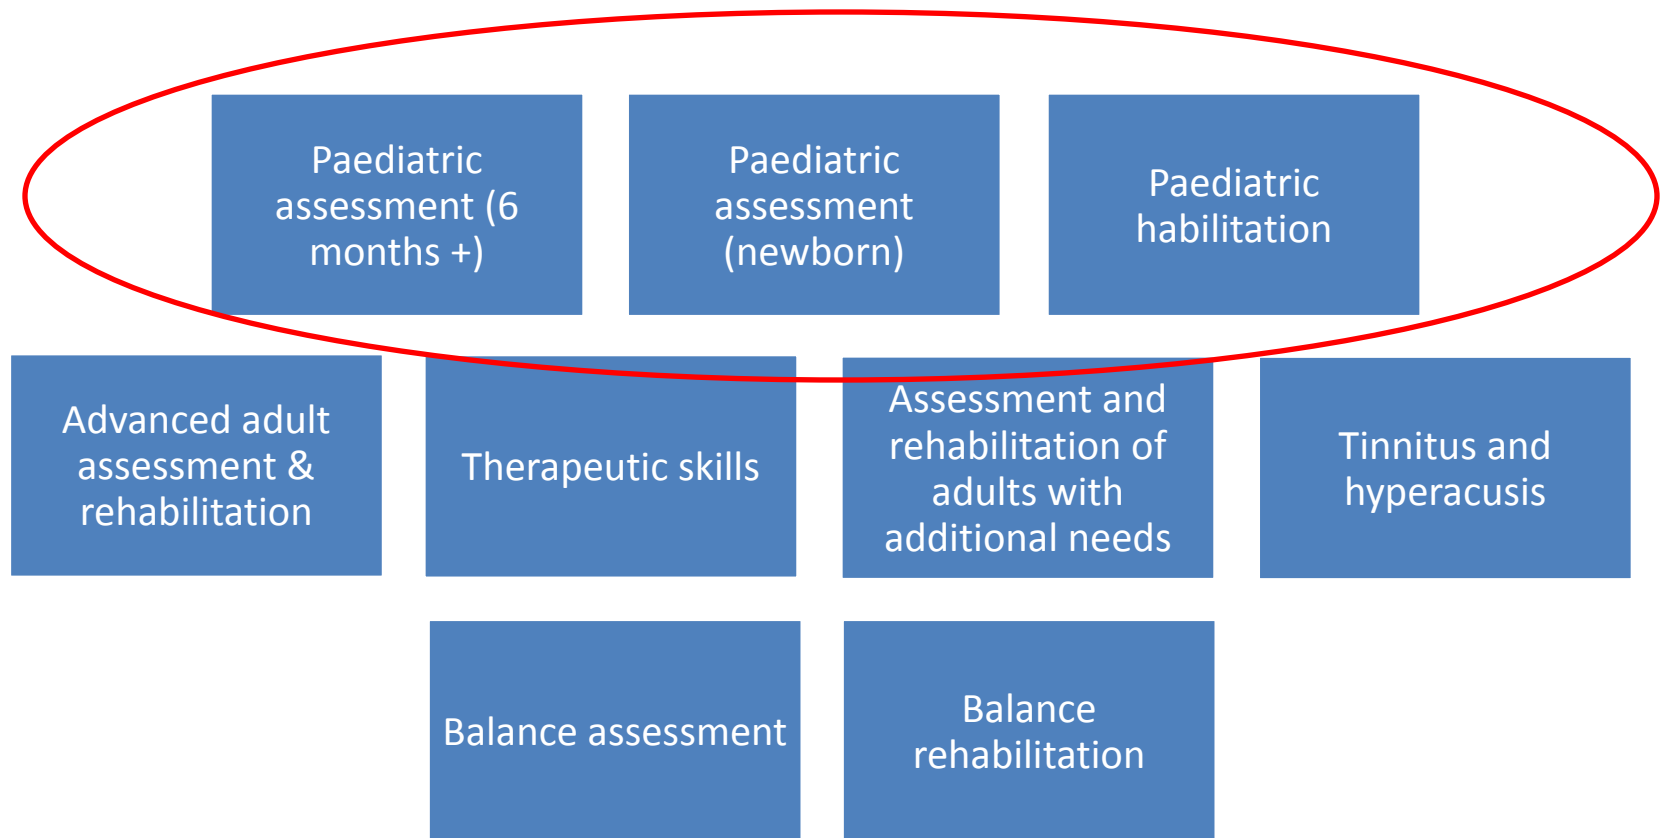 Paediatric
assessment (6
months +)
Paediatric
assessment
(newborn)
Paediatric
habilitation
Advanced adult
assessment &
rehabilitation
Therapeutic skills
Assessment and
rehabilitation of
adults with
additional needs
Tinnitus and
hyperacusis
Balance assessment
Balance
rehabilitation